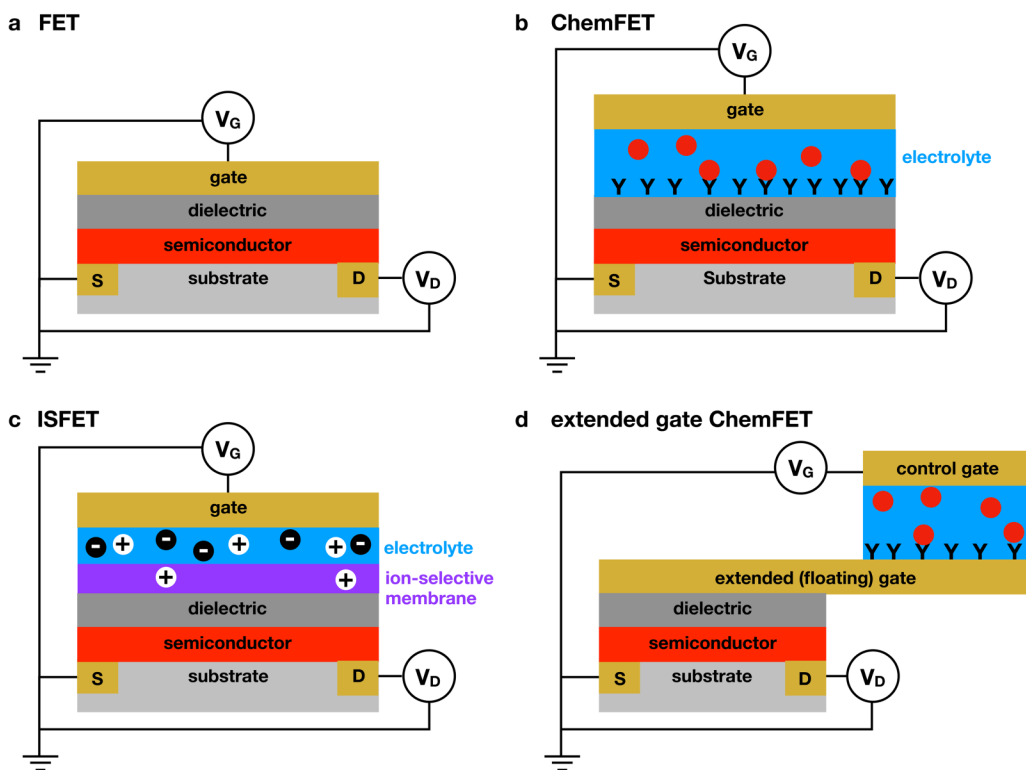 a FET
V_G
gate
dielectric
semiconductor
S
substrate
D
V_D
b ChemFET
V_G
gate
electrolyte
Y Y Y Y Y Y Y Y Y Y
dielectric
semiconductor
S
Substrate
D
V_D
c ISFET
V_G
gate
- + - - + - + -
electrolyte
+ +
ion-selective
membrane
dielectric
semiconductor
S
substrate
D
V_D
d extended gate ChemFET
V_G
control gate
Y Y Y Y Y Y
extended (floating) gate
dielectric
semiconductor
S
substrate
D
V_D